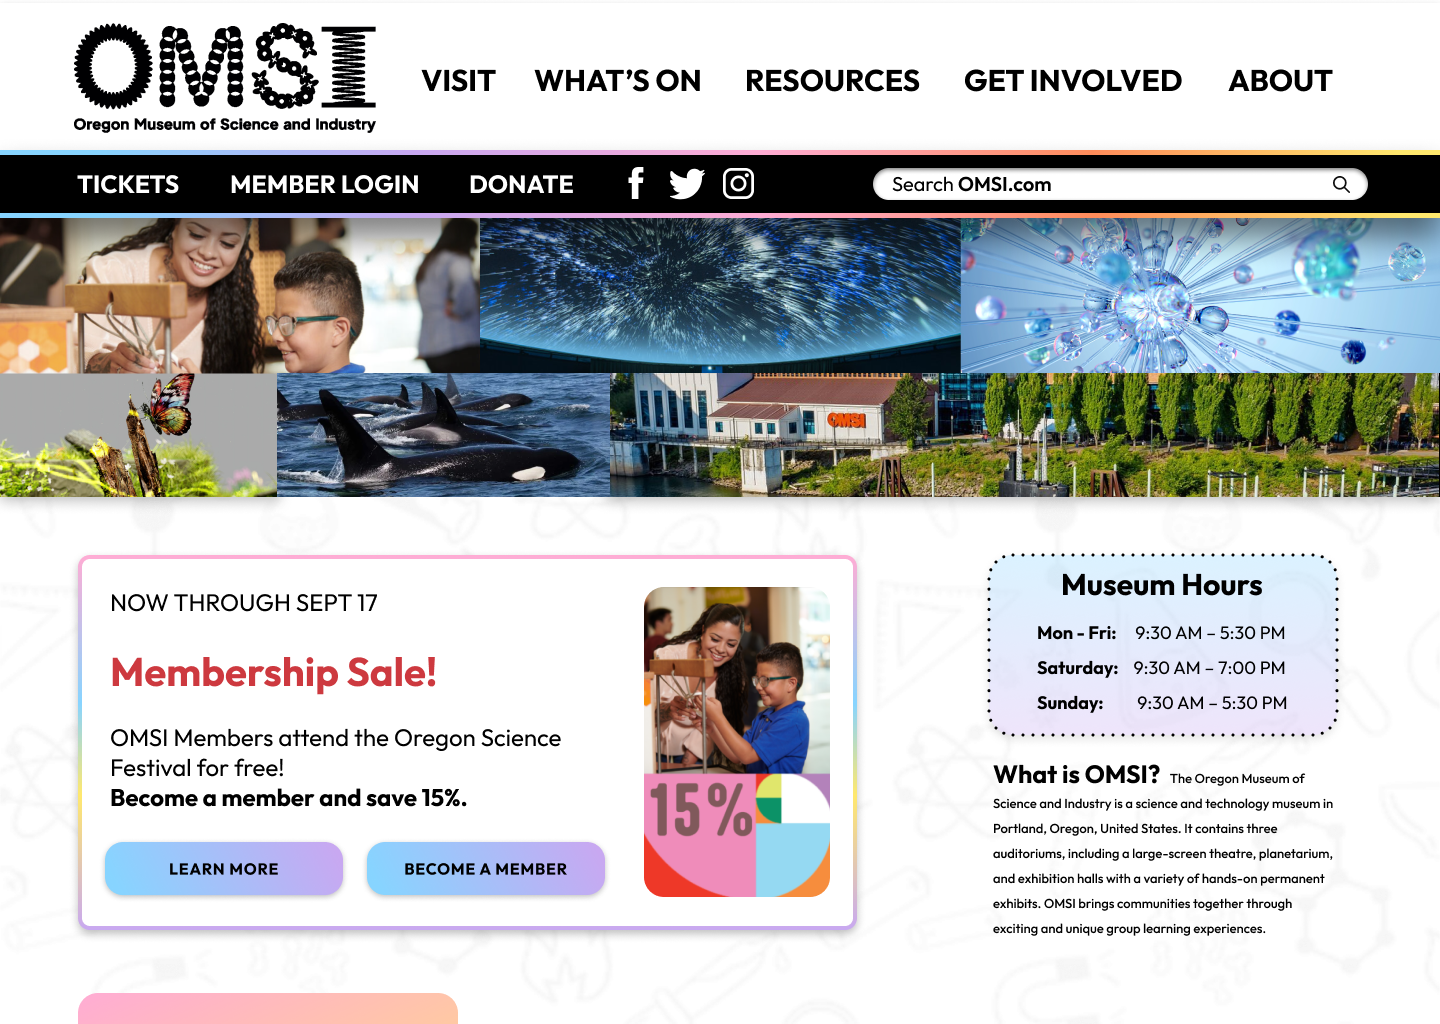 OMSI
Oregon Museum of Science and Industry
VISIT
WHAT’S ON
RESOURCES
GET INVOLVED
ABOUT
TICKETS
MEMBER LOGIN
DONATE
Search OMSI.com
OMSI
NOW THROUGH SEPT 17
Membership Sale!
OMSI Members attend the Oregon Science
Festival for free!
Become a member and save 15%.
LEARN MORE
BECOME A MEMBER
15%
Museum Hours
Mon - Fri: 9:30 AM – 5:30 PM
Saturday: 9:30 AM – 7:00 PM
Sunday: 9:30 AM – 5:30 PM
What is OMSI? The Oregon Museum of
Science and Industry is a science and technology museum in
Portland, Oregon, United States. It contains three
auditoriums, including a large-screen theatre, planetarium,
and exhibition halls with a variety of hands-on permanent
exhibits. OMSI brings communities together through
exciting and unique group learning experiences.